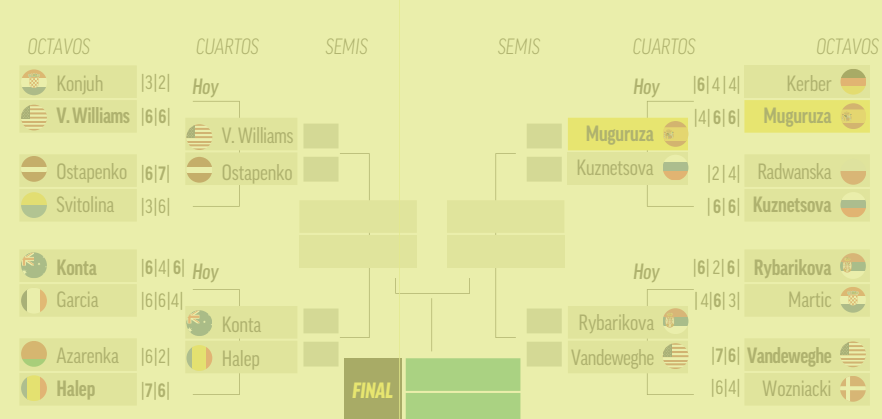 OCTAVOS CUARTOS SEMIS SEMIS CUARTOS OCTAVOS
Konjuh |3|2| Hoy
V. Williams |6|6|
V. Williams
Ostapenko
Ostapenko |6|7|
Svitolina |3|6|
Konta |6|4|6| Hoy
Garcia |6|6|4|
Konta
Halep
Azarenka |6|2|
Halep |7|6|
Hoy |6|4|4| Kerber
|4|6|6| Muguruza
Muguruza
Kuznetsova
|2|4| Radwanska
|6|6| Kuznetsova
Hoy |6|2|6| Rybarikova
|4|6|3| Martic
Rybarikova
Vandeweghe
|7|6| Vandeweghe
|6|4| Wozniacki
FINAL